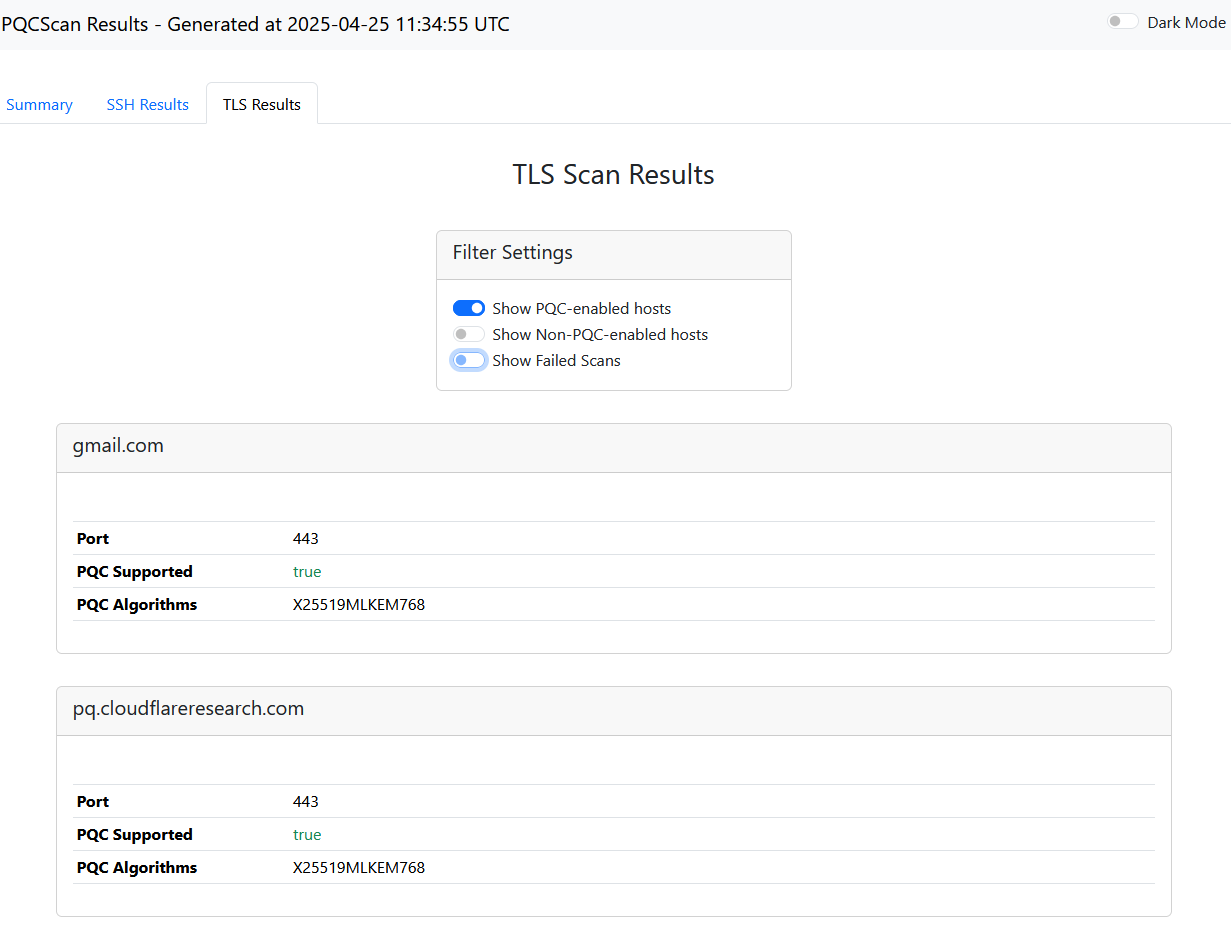 PQCScan Results - Generated at 2025-04-25 11:34:55 UTC Dark Mode
Summary SSH Results TLS Results
TLS Scan Results
Filter Settings
Show PQC-enabled hosts
Show Non-PQC-enabled hosts
Show Failed Scans
gmail.com
Port 443
PQC Supported true
PQC Algorithms X25519MLKEM768
pq.cloudflareresearch.com
Port 443
PQC Supported true
PQC Algorithms X25519MLKEM768